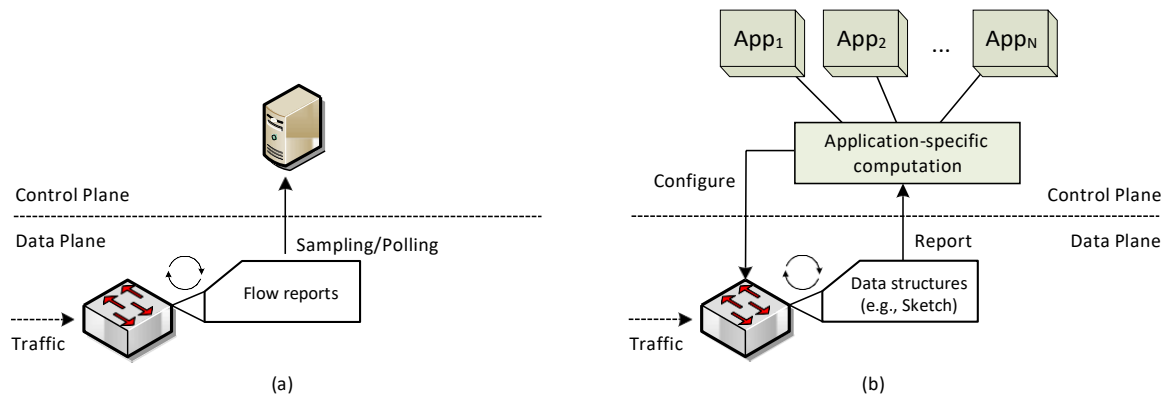 Control Plane
Data Plane
Sampling/Polling
Flow reports
Traffic
(a)
App1
App2
...
AppN
Application-specific
computation
Configure
Control Plane
Report
Data Plane
Data structures
(e.g., Sketch)
Traffic
(b)